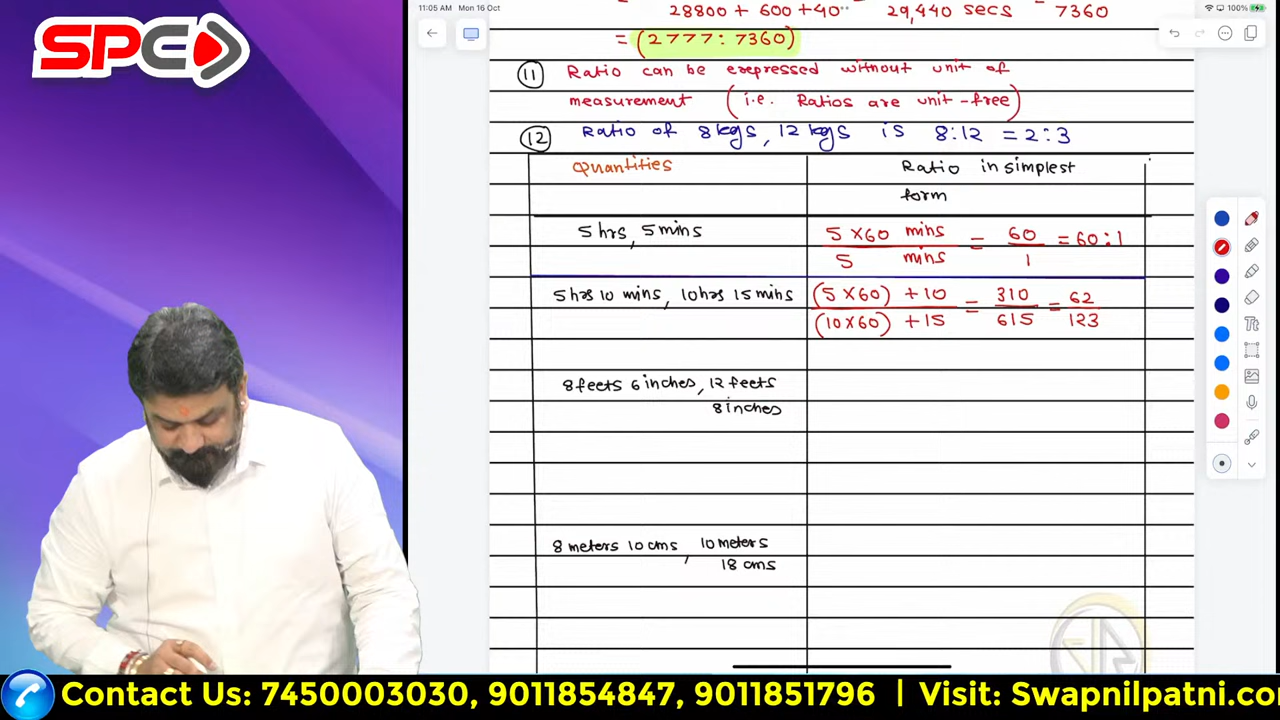 11:05 AM Mon 16 Oct
100%
SPC
28800 + 600 + 40 = 29,440 secs = 7360
= (2777 : 7360)
11 Ratio can be expressed without unit of
measurement (i.e. Ratios are unit-free)
12 Ratio of 8kgs, 12kgs is 8:12 = 2:3
Quantities
Ratio in simplest
form
5 hrs, 5 mins
5 × 60 mins / 5 mins = 60 / 1 = 60 : 1
5 hrs 10 mins, 10 hrs 15 mins
(5 × 60) + 10 / (10 × 60) + 15 = 310 / 615 = 62 / 123
8 feets 6 inches, 12 feets
8 inches
8 meters 10 cms, 10 meters
18 cms
Tt
Contact Us: 7450003030, 9011854847, 9011851796 | Visit: Swapnilpatni.co